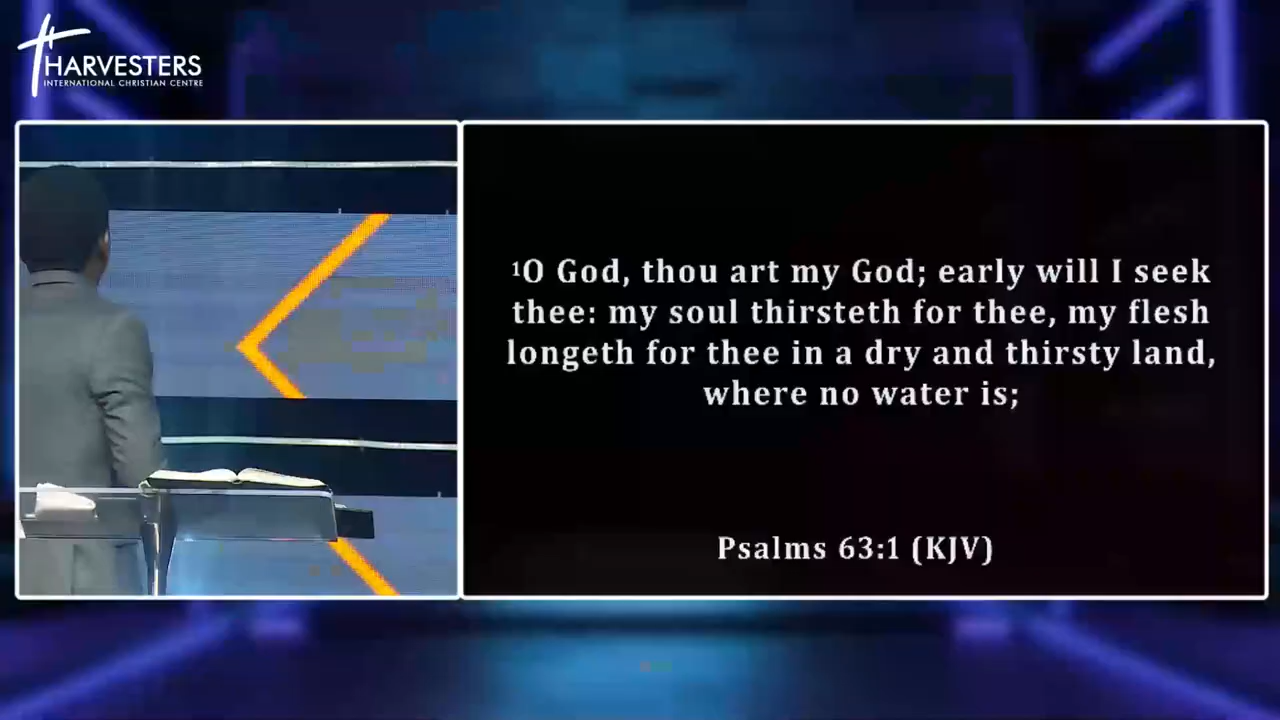 HARVESTERS
INTERNATIONAL CHRISTIAN CENTRE
¹O God, thou art my God; early will I seek
thee: my soul thirsteth for thee, my flesh
longeth for thee in a dry and thirsty land,
where no water is;
Psalms 63:1 (KJV)